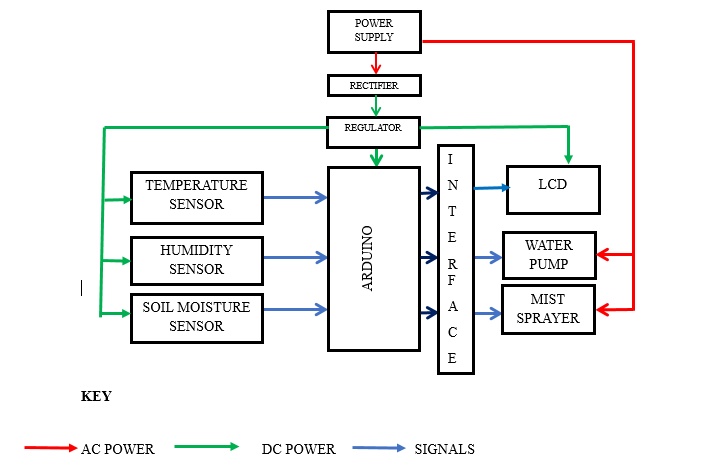 POWER
SUPPLY
RECTIFIER
REGULATOR
TEMPERATURE
SENSOR
HUMIDITY
SENSOR
SOIL MOISTURE
SENSOR
ARDUINO
I
N
T
E
R
F
A
C
E
LCD
WATER
PUMP
MIST
SPRAYER
KEY
AC POWER DC POWER SIGNALS